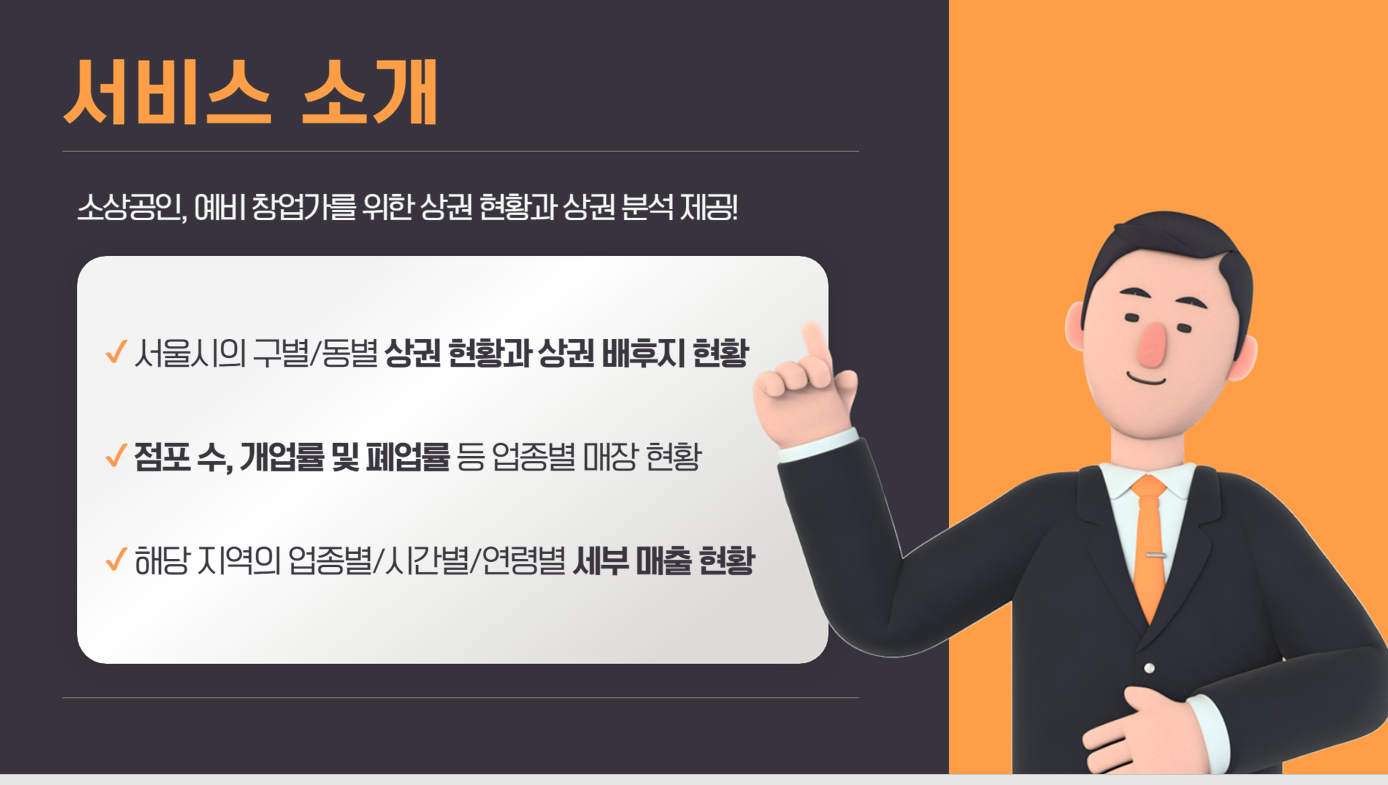 서비스 소개
소상공인, 예비 창업가를 위한 상권 현황과 상권 분석 제공!
✓ 서울시의 구별/동별 상권 현황과 상권 배후지 현황
✓ 점포 수, 개업률 및 폐업률 등 업종별 매장 현황
✓ 해당 지역의 업종별/시간별/연령별 세부 매출 현황